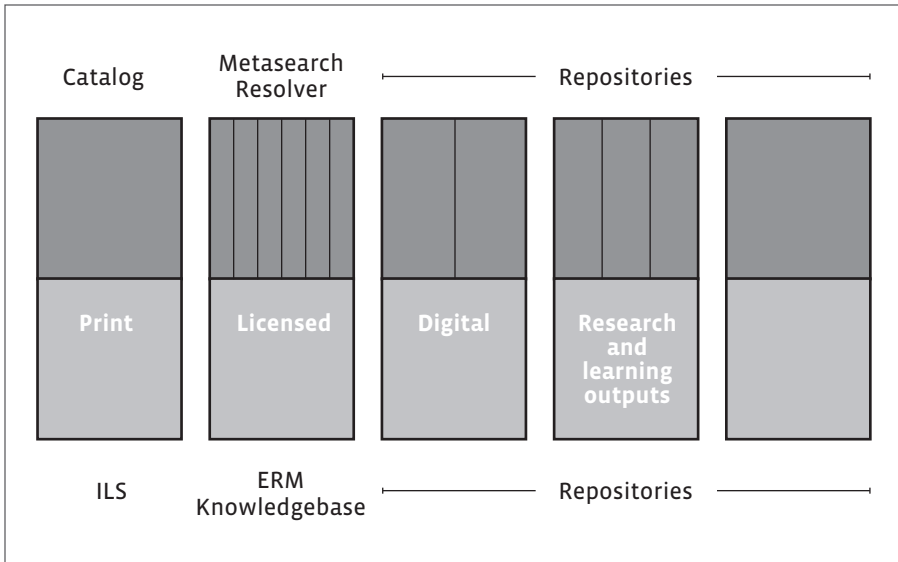 Catalog
Metasearch
Resolver
Repositories
Print
Licensed
Digital
Research
and
learning
outputs
ILS
ERM
Knowledgebase
Repositories